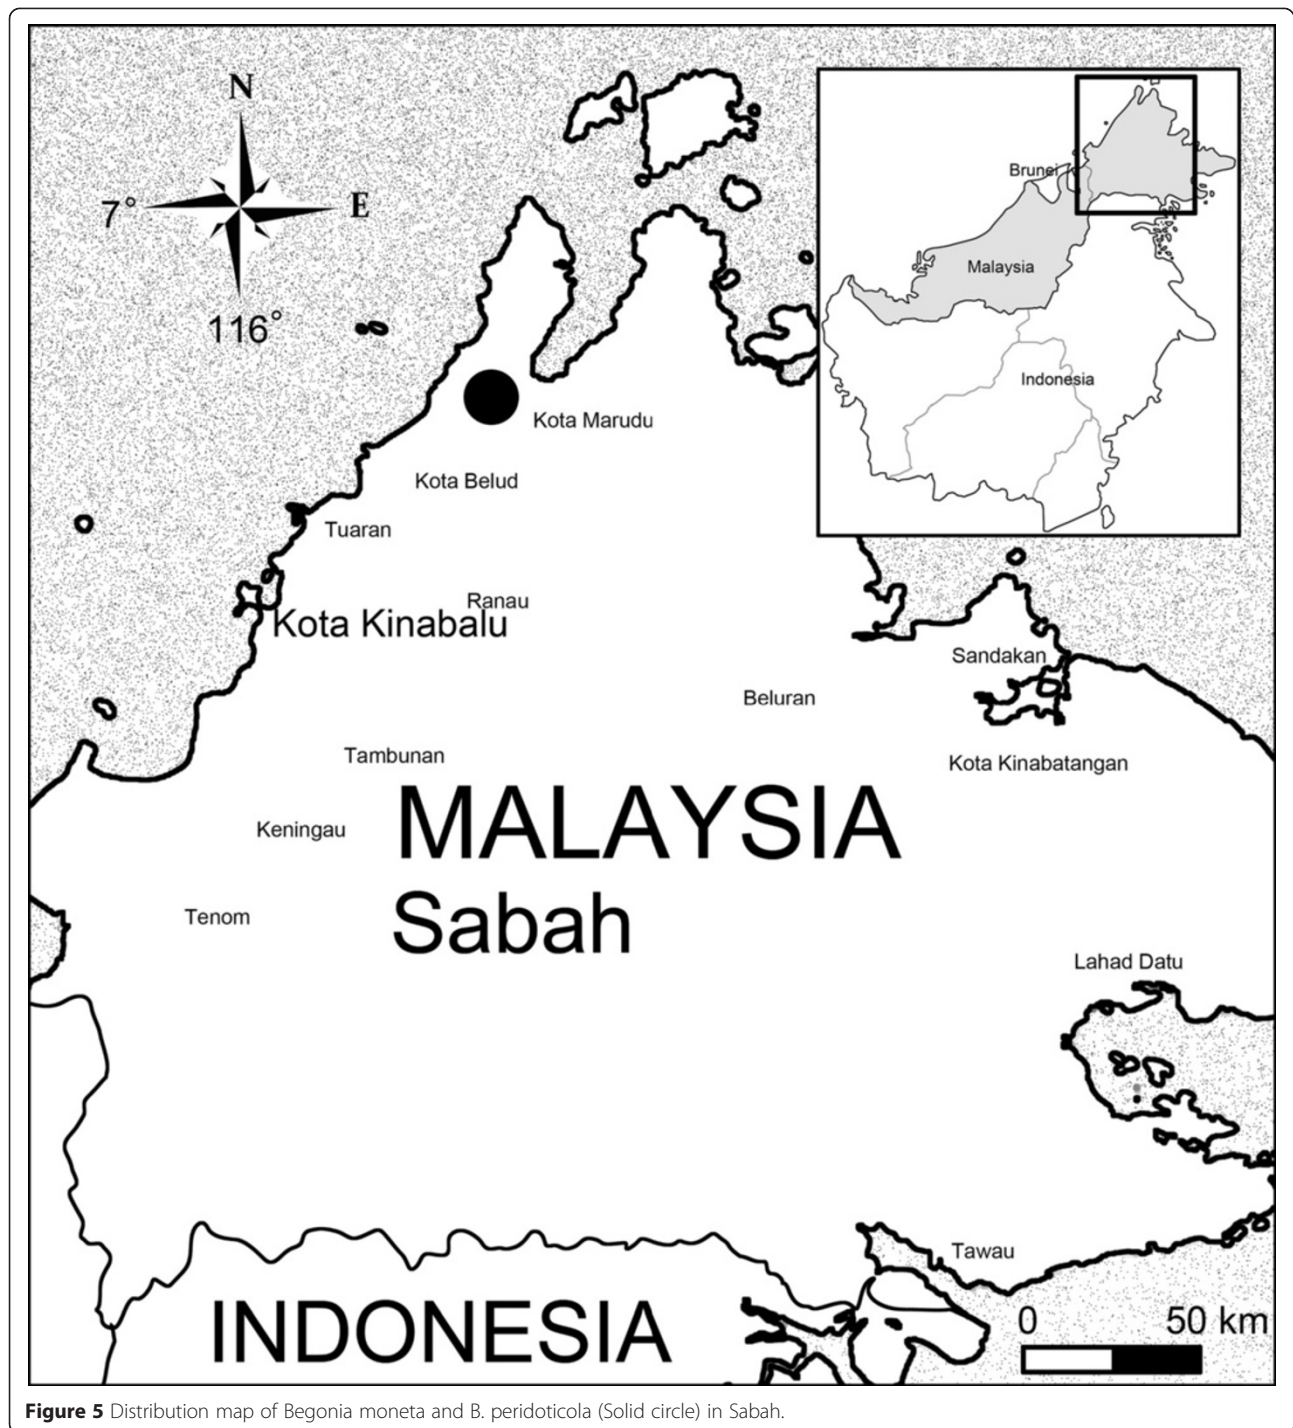 N
7°
E
116°
Brunei
Malaysia
Indonesia
Kota Marudu
Kota Belud
Tuaran
Ranau
Kota Kinabalu
Sandakan
Beluran
Tambunan
Kota Kinabatangan
MALAYSIA
Keningau
Sabah
Tenom
Lahad Datu
Tawau
INDONESIA
0 50 km
Figure 5 Distribution map of Begonia moneta and B. peridoticola (Solid circle) in Sabah.